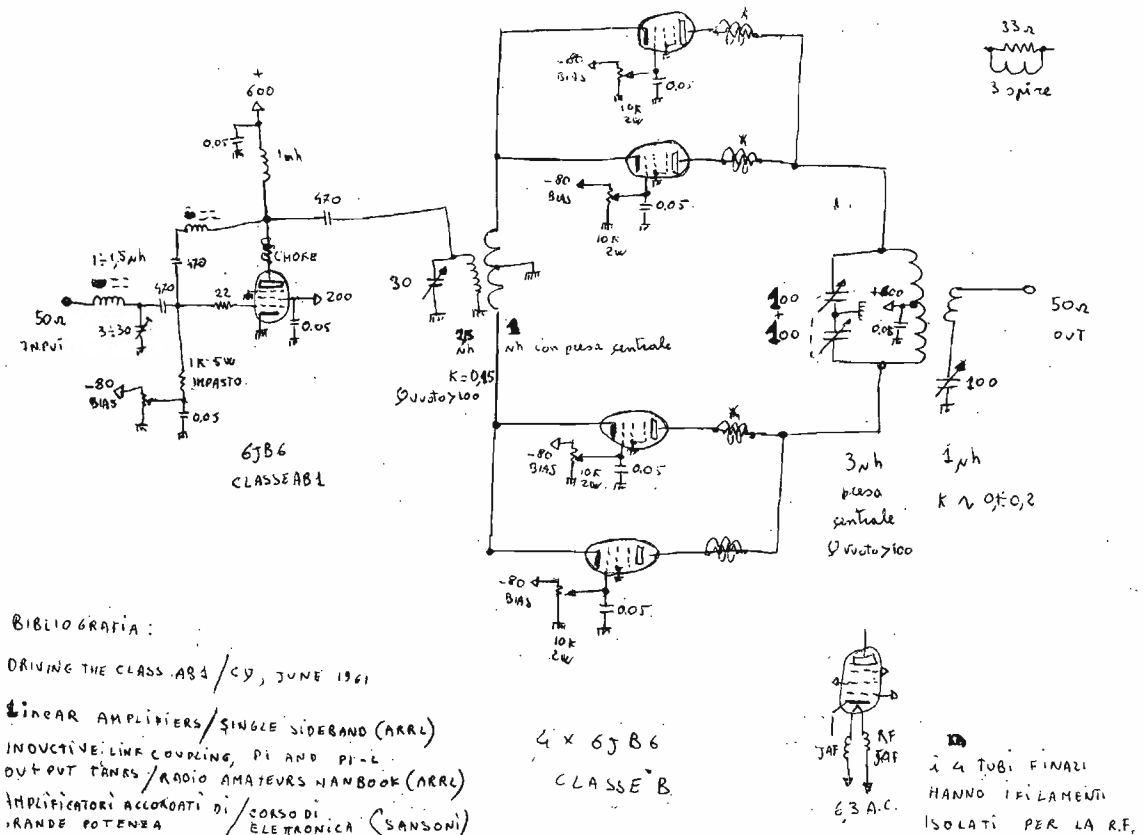 33Ω
3 spire
+
600
0.05
1mh
470
CHOKE
470
1÷1,5μh
470
22
200
0.05
50Ω
INPUT
3÷30
1K-5W
IMPASTO
-80
BIAS
0,05
6JB6
CLASSE AB1
30
μh con presa centrale
K=0,15
Q vuoto >100
-80
BIAS
10K
2W
0.05
-80
BIAS
10K
2W
0.05
-80
BIAS
10K
2W
0.05
-80
BIAS
10K
2W
0.05
100
+
100
0.05
100
50Ω
OUT
3μh
presa
centrale
Q vuoto >100
1μh
BIBLIOGRAFIA:
DRIVING THE CLASS AB1 / CQ, JUNE 1961
LINEAR AMPLIFIERS / SINGLE SIDEBAND (ARRL)
INDUCTIVE LINK COUPLING, PI AND PI-L
OUTPUT TANKS / RADIO AMATEURS HANBOOK (ARRL)
AMPLIFICATORI ACCORDATI DI / CORSO DI
RANDE POTENZA ELETTRONICA (SANSONI)
4 x 6JB6
CLASSE B
JAF
RF
JAF
6,3 A.C.
i 4 TUBI FINALI
HANNO I FILAMENTI
ISOLATI PER LA R.F.